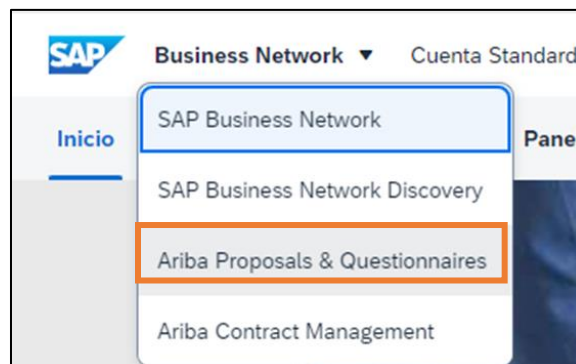 SAP Business Network ▼ Cuenta Standard
Inicio
Pane
SAP Business Network
SAP Business Network Discovery
Ariba Proposals & Questionnaires
Ariba Contract Management